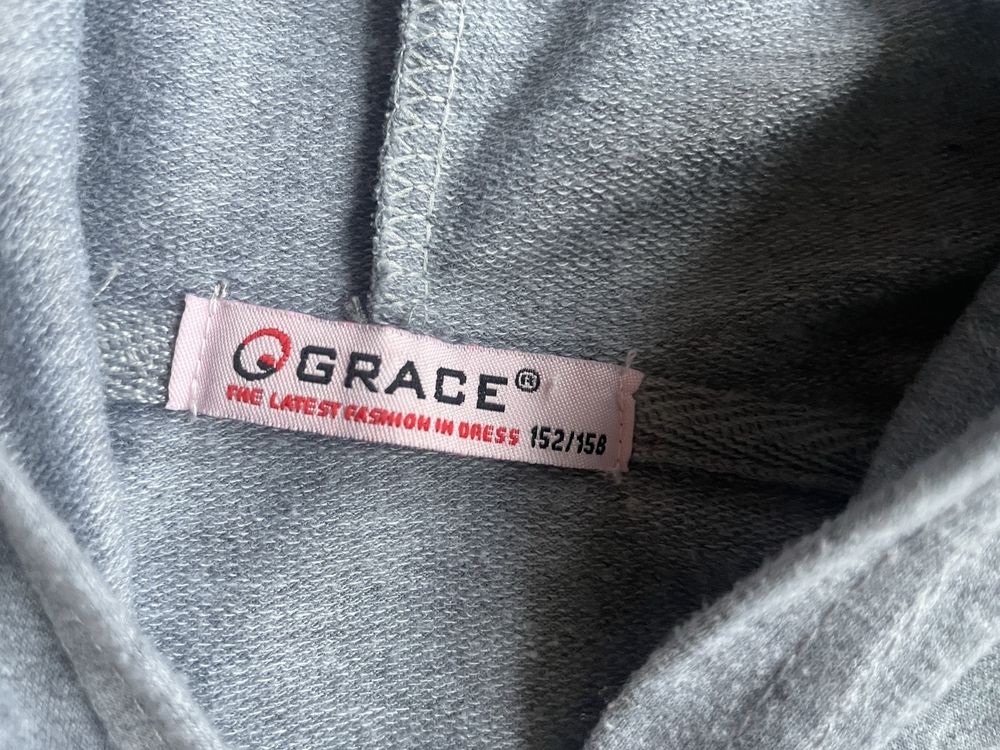 GRACE®
THE LATEST FASHION IN DRESS 152/158